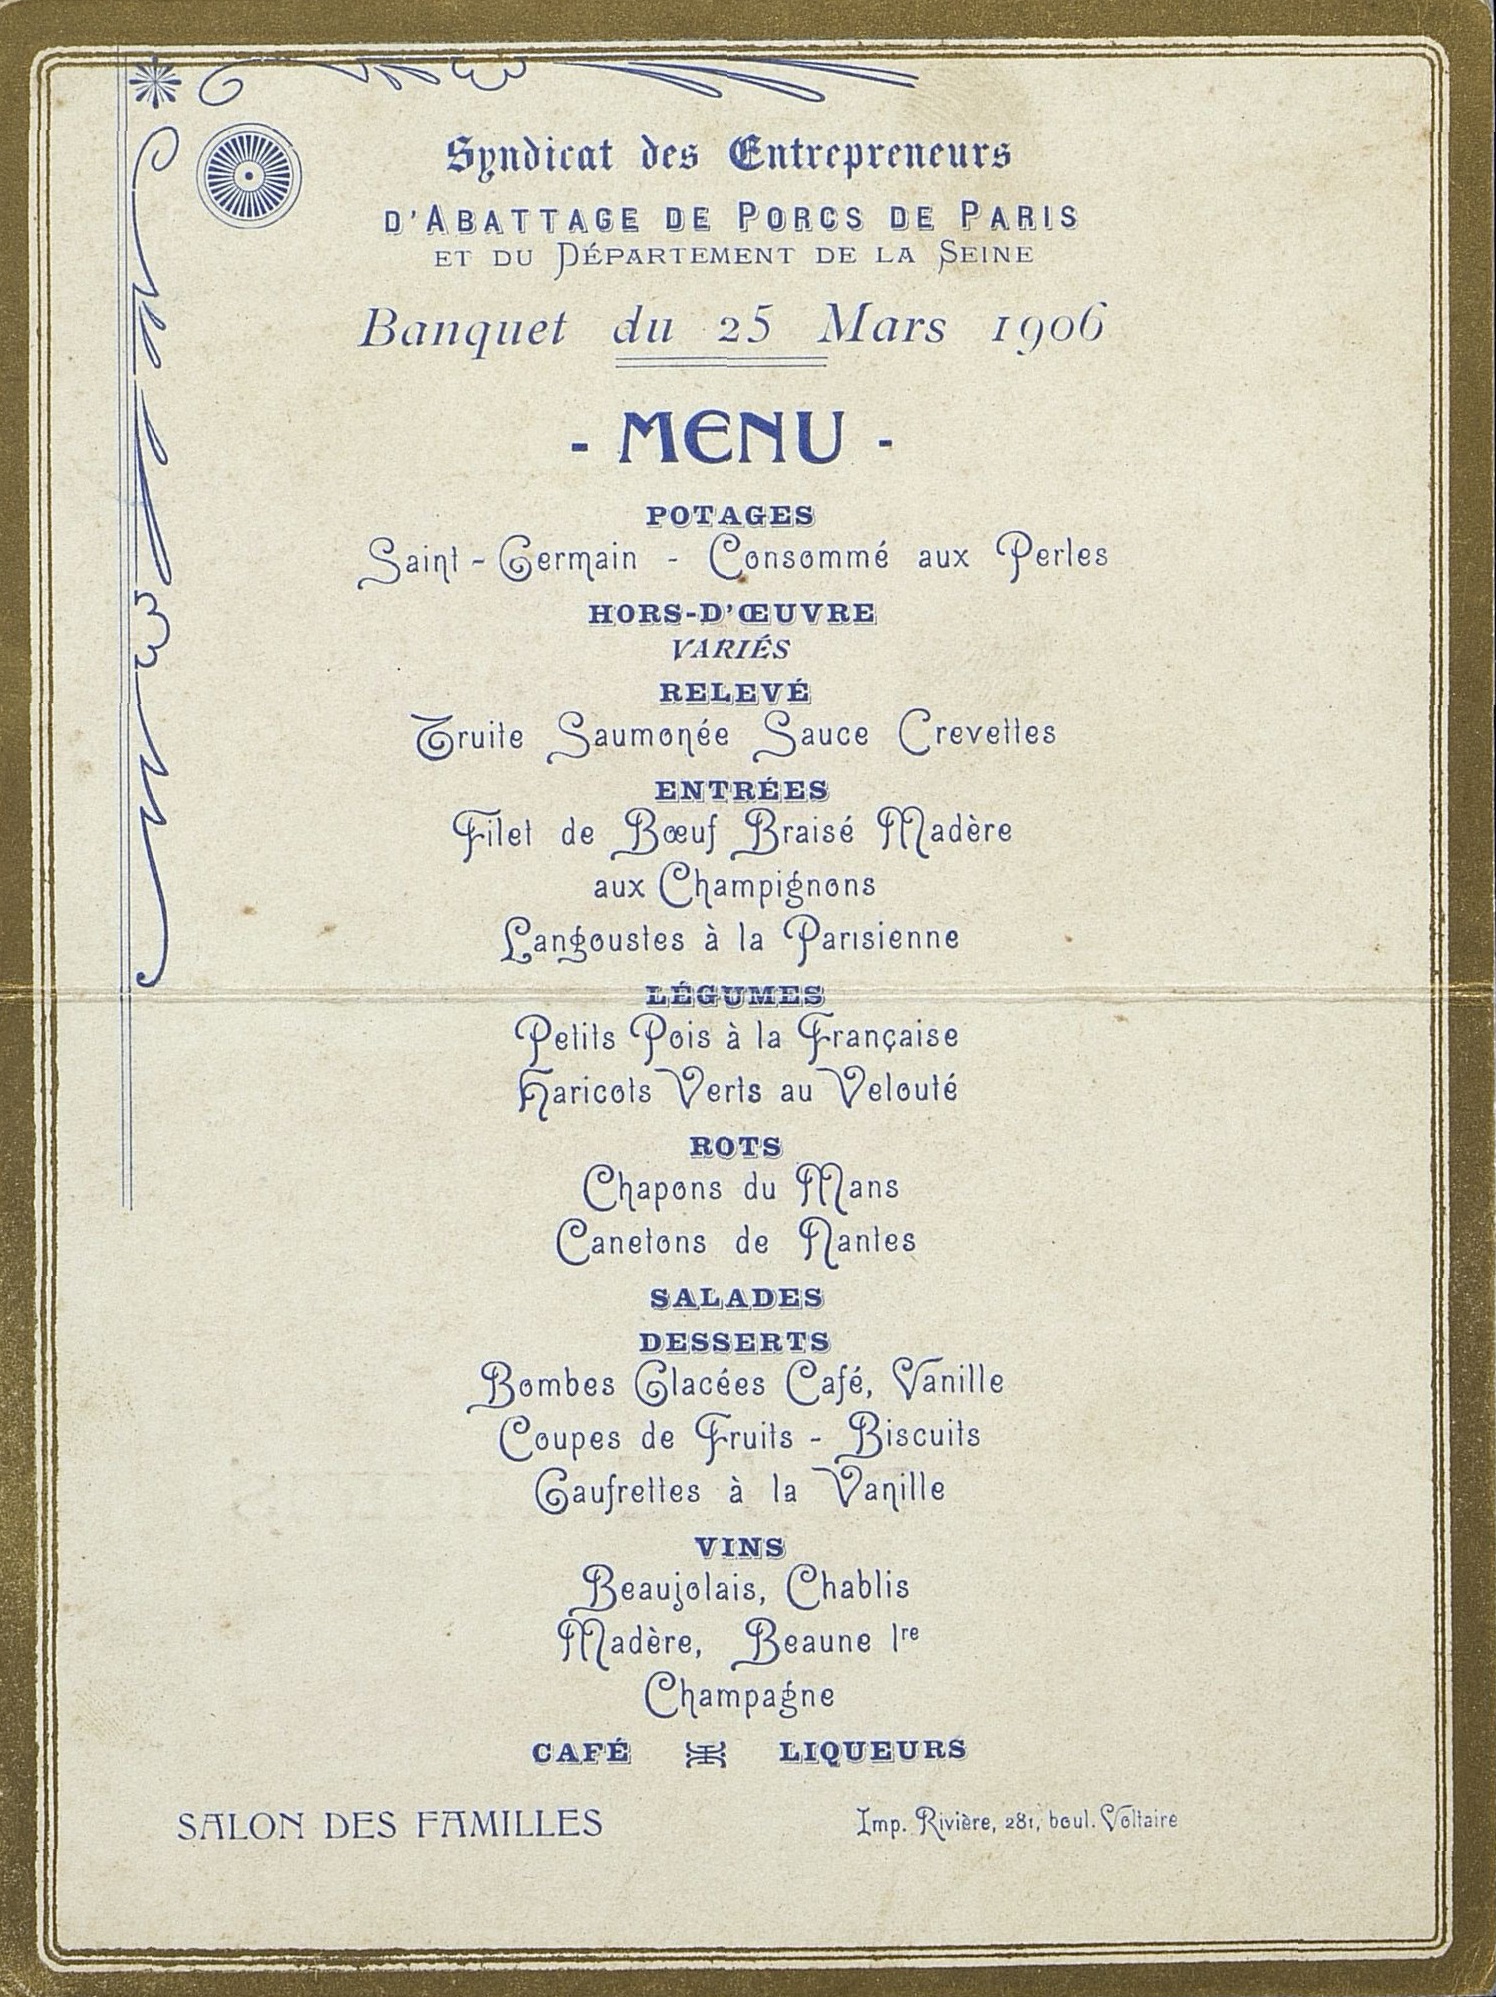 Syndicat des Entrepreneurs
D'ABATTAGE DE PORCS DE PARIS
ET DU DÉPARTEMENT DE LA SEINE
Banquet du 25 Mars 1906
- MENU -
POTAGES
Saint-Germain - Consommé aux Perles
HORS-D'ŒUVRE
VARIÉS
RELEVÉ
Truite Saumonée Sauce Crevettes
ENTRÉES
Filet de Bœuf Braisé Madère
aux Champignons
Langoustes à la Parisienne
LÉGUMES
Petits Pois à la Française
Haricots Verts au Velouté
ROTS
Chapons du Mans
Canetons de Nantes
SALADES
DESSERTS
Bombes Glacées Café, Vanille
Coupes de Fruits - Biscuits
Gaufrettes à la Vanille
VINS
Beaujolais, Chablis
Madère, Beaune 1re
Champagne
CAFÉ LIQUEURS
SALON DES FAMILLES
Imp. Rivière, 281, boul. Voltaire